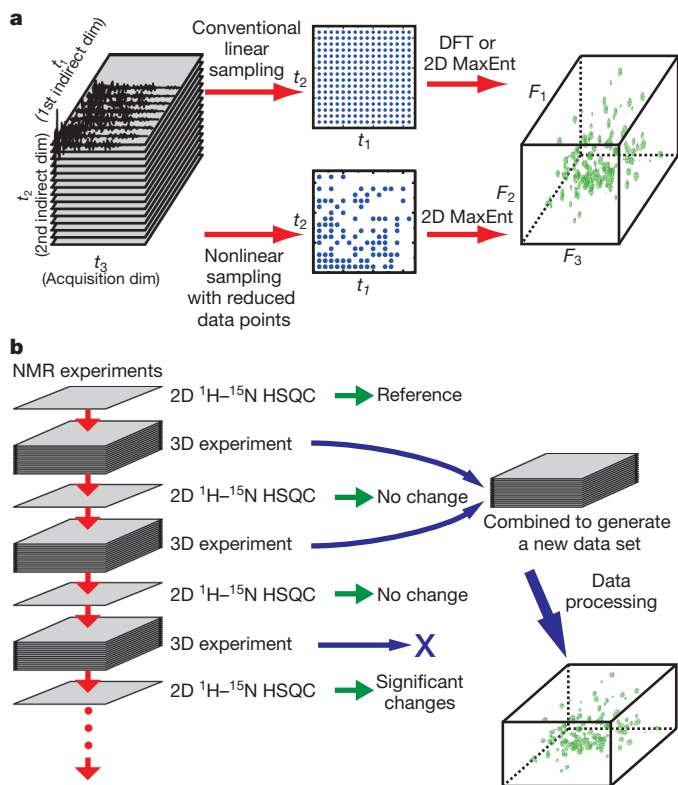 a
t1
(1st indirect dim)
t2
(2nd indirect dim)
t3
(Acquisition dim)
Conventional
linear
sampling
t2
t1
DFT or
2D MaxEnt
Nonlinear
sampling
with reduced
data points
t2
t1
2D MaxEnt
F1
F2
F3
b
NMR experiments
2D ¹H–¹⁵N HSQC
Reference
3D experiment
2D ¹H–¹⁵N HSQC
No change
3D experiment
2D ¹H–¹⁵N HSQC
No change
3D experiment
X
2D ¹H–¹⁵N HSQC
Significant
changes
Combined to generate
a new data set
Data
processing